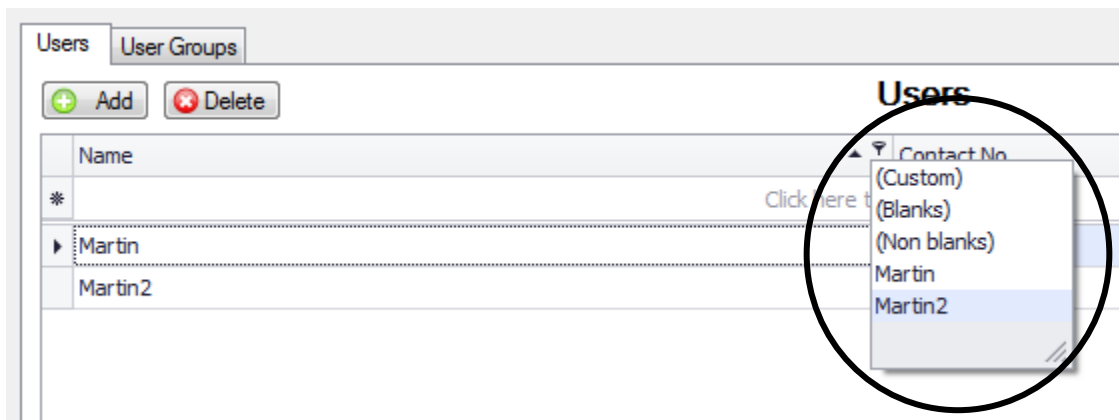 Users User Groups
Add Delete Users
Name Contact No
Click here t
Martin
Martin2
(Custom)
(Blanks)
(Non blanks)
Martin
Martin2